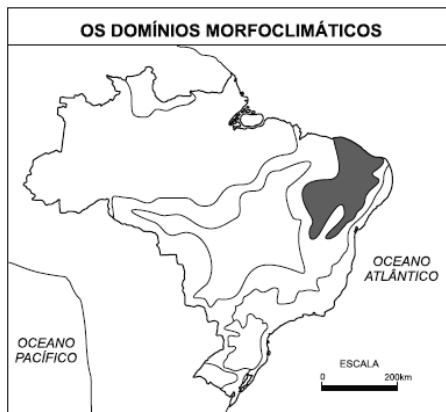 OS DOMÍNIOS MORFOCLIMÁTICOS
OCEANO
ATLÂNTICO
OCEANO
PACÍFICO
ESCALA
0 200km